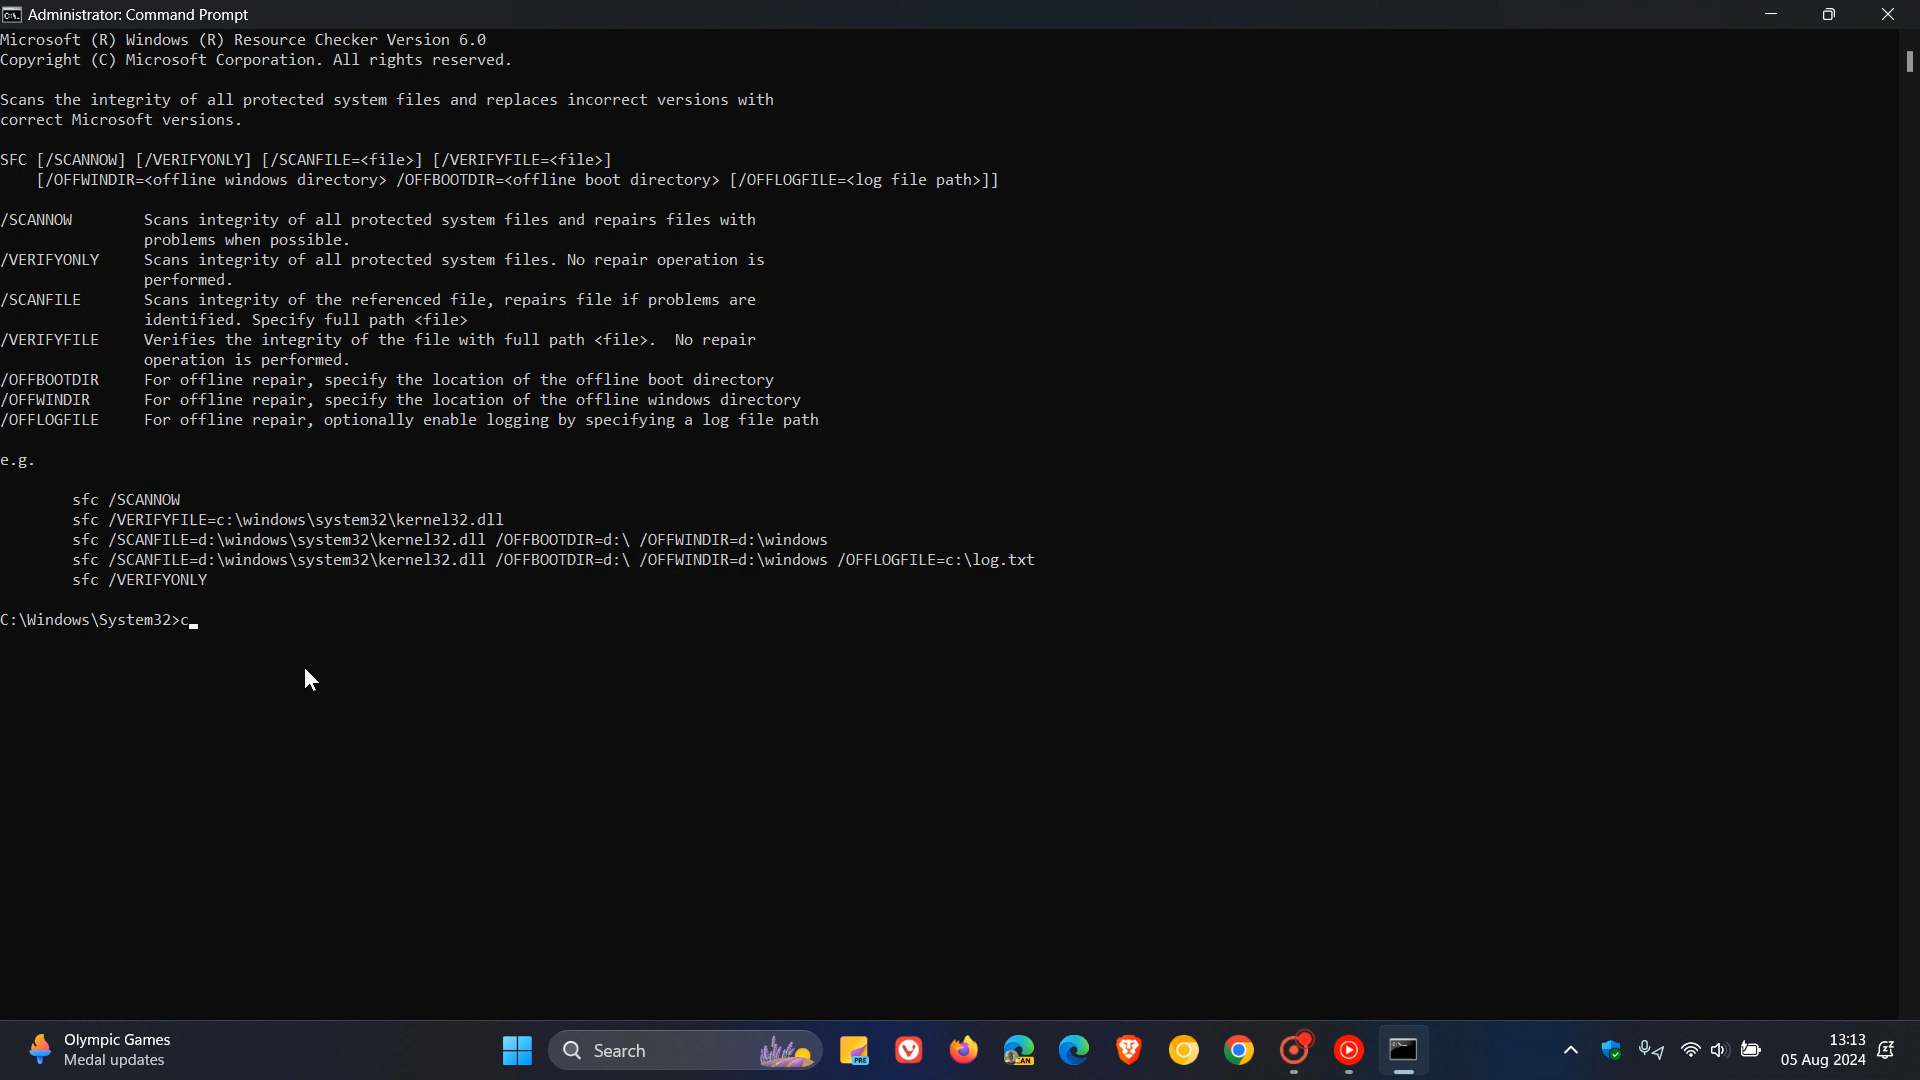 Administrator: Command Prompt
Microsoft (R) Windows (R) Resource Checker Version 6.0
Copyright (C) Microsoft Corporation. All rights reserved.
Scans the integrity of all protected system files and replaces incorrect versions with
correct Microsoft versions.
SFC [/SCANNOW] [/VERIFYONLY] [/SCANFILE=<file>] [/VERIFYFILE=<file>]
    [/OFFWINDIR=<offline windows directory> /OFFBOOTDIR=<offline boot directory> [/OFFLOGFILE=<log file path>]]
/SCANNOW        Scans integrity of all protected system files and repairs files with
                problems when possible.
/VERIFYONLY     Scans integrity of all protected system files. No repair operation is
                performed.
/SCANFILE       Scans integrity of the referenced file, repairs file if problems are
                identified. Specify full path <file>
/VERIFYFILE     Verifies the integrity of the file with full path <file>.  No repair
                operation is performed.
/OFFBOOTDIR     For offline repair, specify the location of the offline boot directory
/OFFWINDIR      For offline repair, specify the location of the offline windows directory
/OFFLOGFILE     For offline repair, optionally enable logging by specifying a log file path
e.g.
        sfc /SCANNOW
        sfc /VERIFYFILE=c:\windows\system32\kernel32.dll
        sfc /SCANFILE=d:\windows\system32\kernel32.dll /OFFBOOTDIR=d:\ /OFFWINDIR=d:\windows
        sfc /SCANFILE=d:\windows\system32\kernel32.dll /OFFBOOTDIR=d:\ /OFFWINDIR=d:\windows /OFFLOGFILE=c:\log.txt
        sfc /VERIFYONLY
C:\Windows\System32>c_
Olympic Games
Medal updates
Search
PRE
CAN
13:13
05 Aug 2024